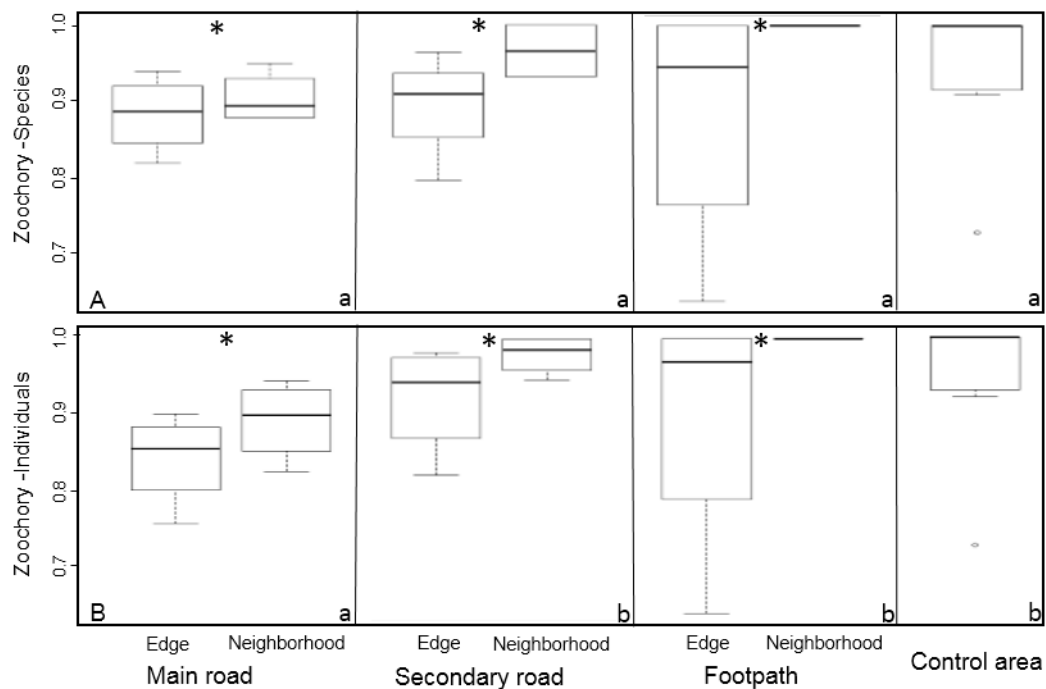 Zoochory -Species
1.0
0.9
0.8
0.7
* * *
A a a a a
Zoochory -Individuals
1.0
0.9
0.8
0.7
* * *
B a b b b
Edge Neighborhood Edge Neighborhood Edge Neighborhood
Main road Secondary road Footpath Control area